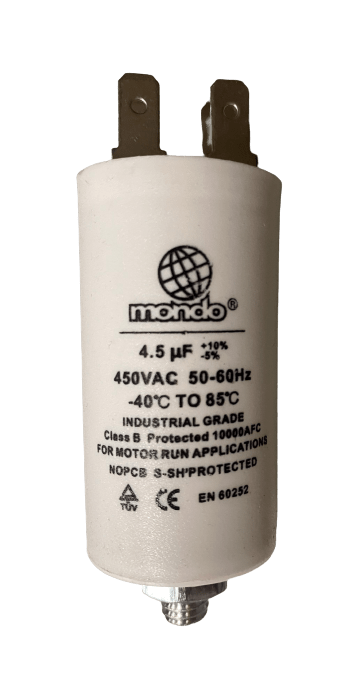 mondo®
4.5 µF +10% -5%
450VAC 50-60Hz
-40℃ TO 85℃
INDUSTRIAL GRADE
Class B Protected 10000AFC
FOR MOTOR RUN APPLICATIONS
NOPCB S-SH PROTECTED
TÜV CE EN 60252